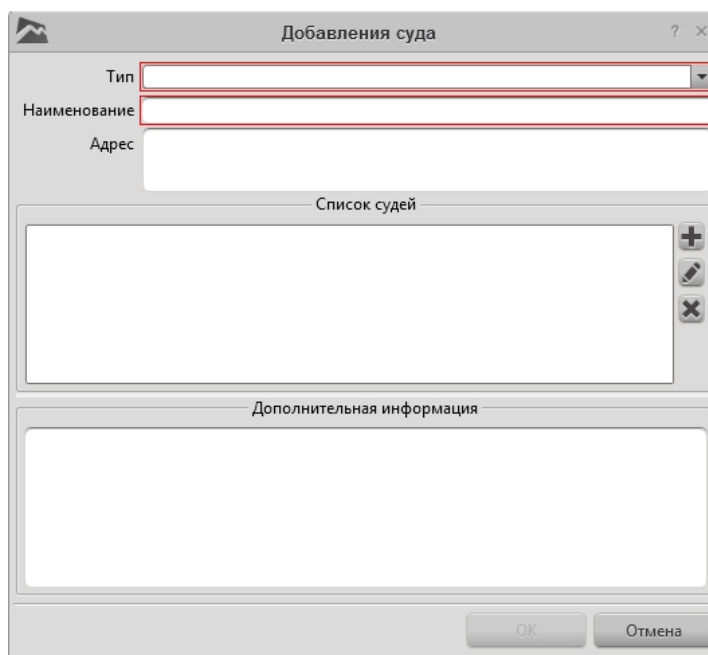 Добавления суда
?
Тип
Наименование
Адрес
Список судей
Дополнительная информация
OK
Отмена